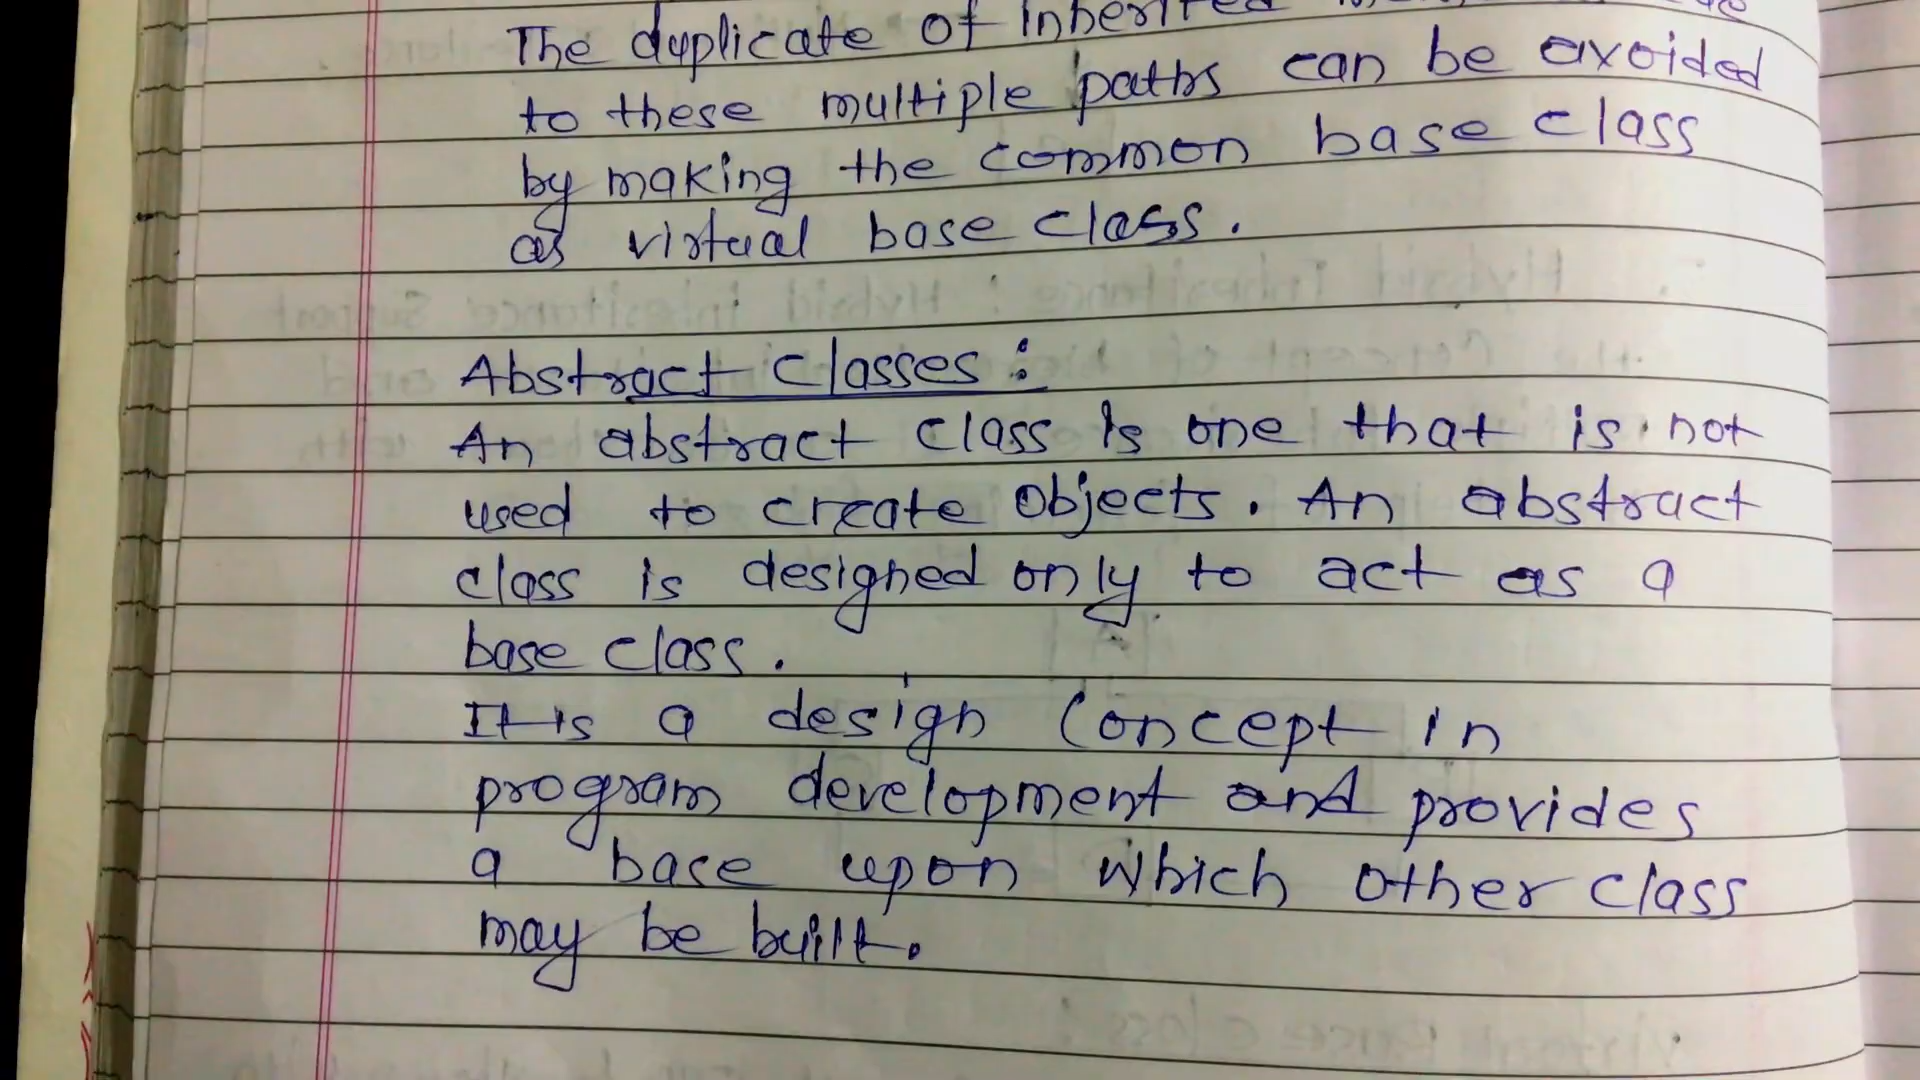 The duplicate of inherited
to these multiple paths can be avoided
by making the common base class
as virtual base class.
Abstract Classes:
An abstract class is one that is not
used to create objects. An abstract
class is designed only to act as a
base class.
It is a design Concept in
program development and provides
a base upon which other class
may be built.